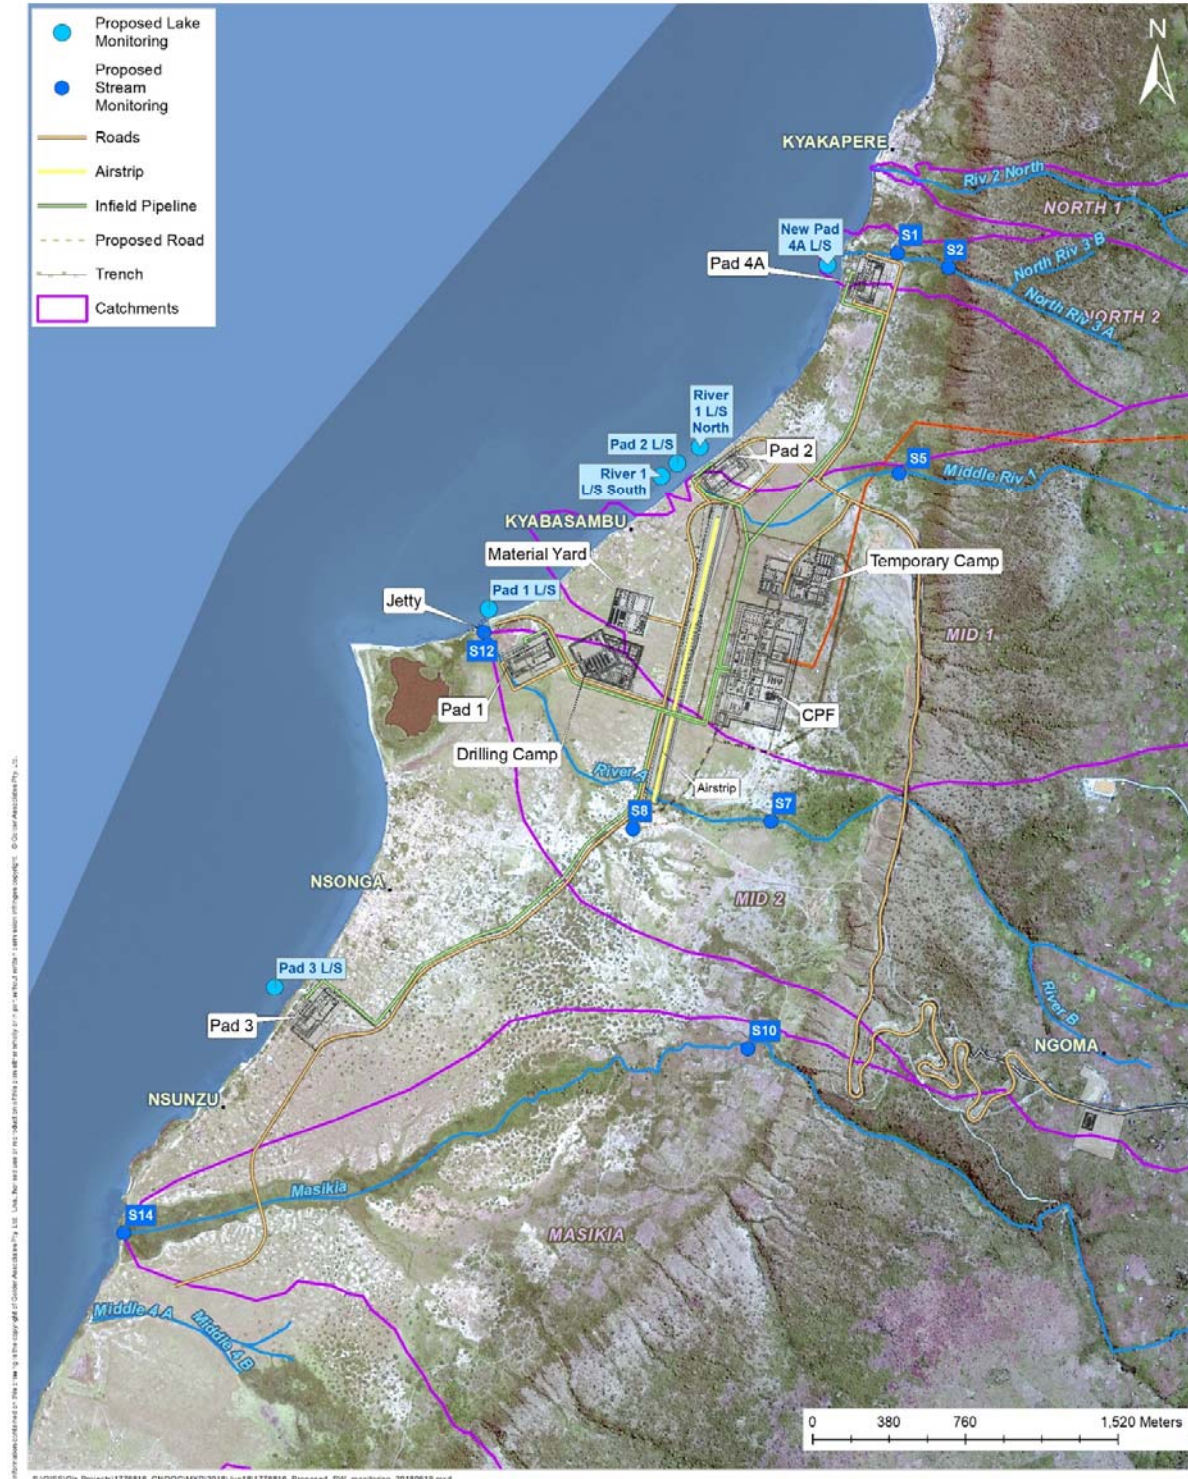 Proposed Lake
Monitoring
Proposed
Stream
Monitoring
Roads
Airstrip
Infield Pipeline
Proposed Road
Trench
Catchments
N
KYAKAPERE
Riv 2 North
NORTH 1
New Pad
4A L/S
S1
S2
North Riv 3 B
Pad 4A
North Riv 3 A
NORTH 2
River
1 L/S
North
Pad 2 L/S
Pad 2
River 1
L/S South
S5
Middle Riv 1
KYABASAMBU
Material Yard
Temporary Camp
Pad 1 L/S
Jetty
S12
MID 1
Pad 1
CPF
Drilling Camp
River A
Airstrip
S8
S7
NSONGA
MID 2
Pad 3 L/S
River B
Pad 3
S10
NGOMA
NSUNZU
Masikia
S14
MASIKIA
Middle 4 A
Middle 4 B
0 380 760 1,520 Meters